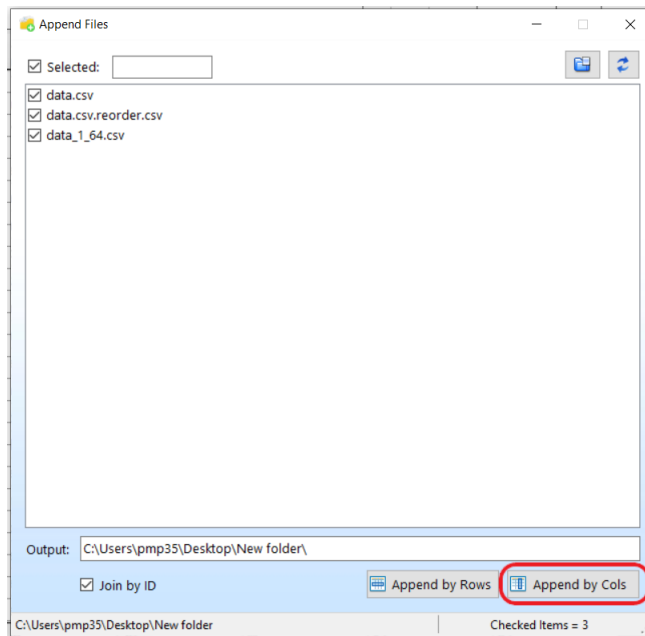 Append Files
Selected:
data.csv
data.csv.reorder.csv
data_1_64.csv
Output: C:\Users\pmp35\Desktop\New folder\
Join by ID Append by Rows Append by Cols
C:\Users\pmp35\Desktop\New folder Checked Items = 3